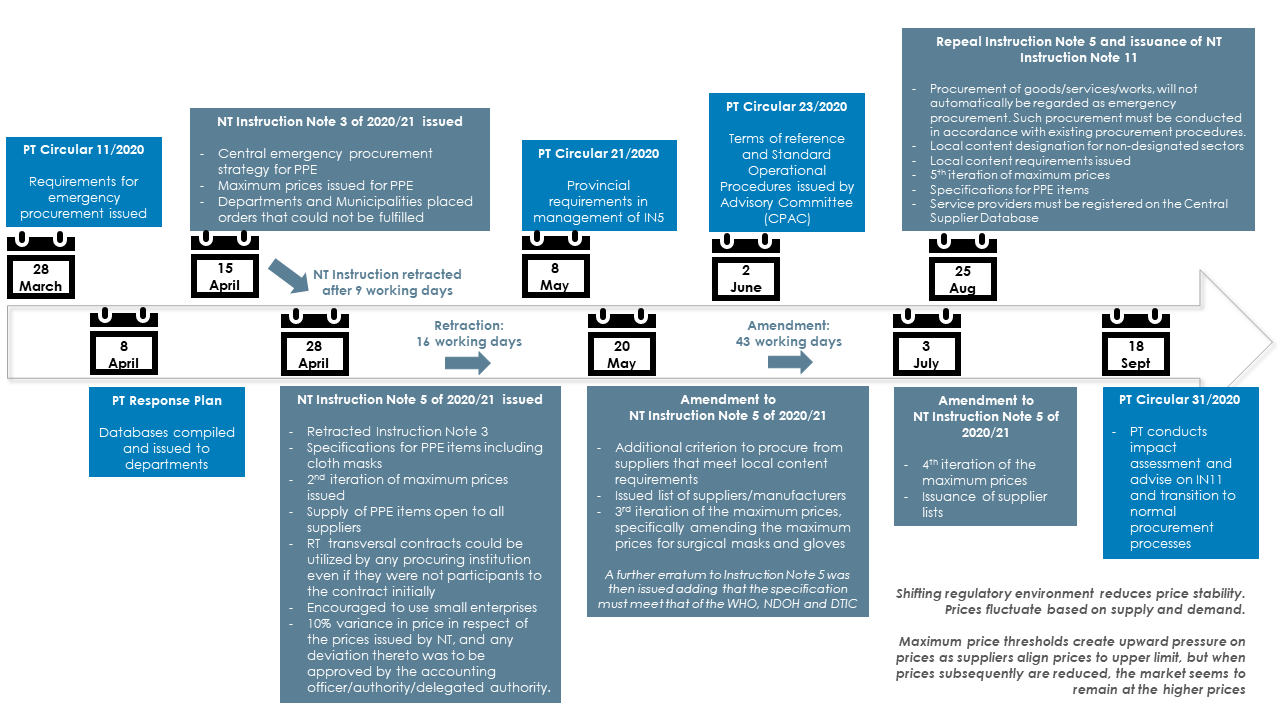 PT Circular 11/2020
Requirements for
emergency
procurement issued
28
March
8
April
PT Response Plan
Databases compiled
and issued to
departments
NT Instruction Note 3 of 2020/21 issued
- Central emergency procurement
strategy for PPE
- Maximum prices issued for PPE
- Departments and Municipalities placed
orders that could not be fulfilled
15
April
NT Instruction retracted
after 9 working days
28
April
NT Instruction Note 5 of 2020/21 issued
- Retracted Instruction Note 3
- Specifications for PPE items including
cloth masks
- 2nd iteration of maximum prices
issued
- Supply of PPE items open to all
suppliers
- RT transversal contracts could be
utilized by any procuring institution
even if they were not participants to
the contract initially
- Encouraged to use small enterprises
- 10% variance in price in respect of
the prices issued by NT, and any
deviation thereto was to be
approved by the accounting
officer/authority/delegated authority.
Retraction:
16 working days
PT Circular 21/2020
Provincial
requirements in
management of IN5
8
May
20
May
Amendment to
NT Instruction Note 5 of 2020/21
- Additional criterion to procure from
suppliers that meet local content
requirements
- Issued list of suppliers/manufacturers
- 3rd iteration of the maximum prices,
specifically amending the maximum
prices for surgical masks and gloves
A further erratum to Instruction Note 5 was
then issued adding that the specification
must meet that of the WHO, NDOH and DTIC
PT Circular 23/2020
Terms of reference
and Standard
Operational
Procedures issued by
Advisory Committee
(CPAC)
2
June
Amendment:
43 working days
3
July
Amendment to
NT Instruction Note 5 of
2020/21
- 4th iteration of the
maximum prices
- Issuance of supplier
lists
Repeal Instruction Note 5 and issuance of NT
Instruction Note 11
- Procurement of goods/services/works, will not
automatically be regarded as emergency
procurement. Such procurement must be conducted
in accordance with existing procurement procedures.
- Local content designation for non-designated sectors
- Local content requirements issued
- 5th iteration of maximum prices
- Specifications for PPE items
- Service providers must be registered on the Central
Supplier Database
25
Aug
18
Sept
PT Circular 31/2020
- PT conducts
impact
assessment and
advise on IN11
and transition to
normal
procurement
processes
Shifting regulatory environment reduces price stability.
Prices fluctuate based on supply and demand.
Maximum price thresholds create upward pressure on
prices as suppliers align prices to upper limit, but when
prices subsequently are reduced, the market seems to
remain at the higher prices